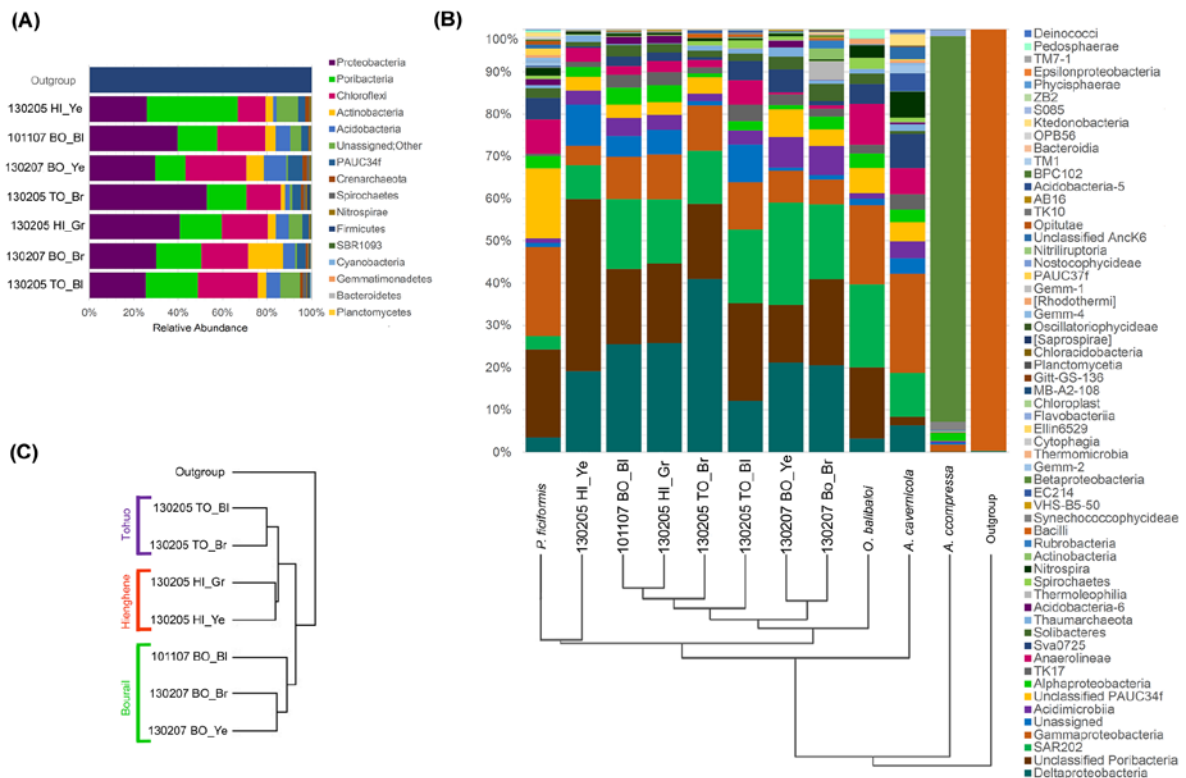 (A)
Outgroup
130205 HI_Ye
101107 BO_Bl
130207 BO_Ye
130205 TO_Br
130205 HI_Gr
130207 BO_Br
130205 TO_Bl
0% 20% 40% 60% 80% 100%
Relative Abundance
Proteobacteria
Poribacteria
Chloroflexi
Actinobacteria
Acidobacteria
Unassigned;Other
PAUC34f
Crenarchaeota
Spirochaetes
Nitrospirae
Firmicutes
SBR1093
Cyanobacteria
Gemmatimonadetes
Bacteroidetes
Planctomycetes
(B)
100%
90%
80%
70%
60%
50%
40%
30%
20%
10%
0%
P. ficiformis
130205 HI_Ye
101107 BO_Bl
130205 HI_Gr
130205 TO_Br
130205 TO_Bl
130207 BO_Ye
130207 Bo_Br
O. balibaloi
A. cavernicola
A. ccompressa
Outgroup
Deinococci
Pedosphaerae
TM7-1
Epsilonproteobacteria
Phycisphaerae
ZB2
S085
Ktedonobacteria
OPB56
Bacteroidia
TM1
BPC102
Acidobacteria-5
AB16
TK10
Opitutae
Unclassified AncK6
Nitriliruptoria
Nostocophycideae
PAUC37f
Gemm-1
[Rhodothermi]
Gemm-4
Oscillatoriophycideae
[Saprospirae]
Chloracidobacteria
Planctomycetia
Gitt-GS-136
MB-A2-108
Chloroplast
Flavobacteriia
Ellin6529
Cytophagia
Thermomicrobia
Gemm-2
Betaproteobacteria
EC214
VHS-B5-50
Synechococcophycideae
Bacilli
Rubrobacteria
Actinobacteria
Nitrospira
Spirochaetes
Thermoleophilia
Acidobacteria-6
Thaumarchaeota
Solibacteres
Sva0725
Anaerolineae
TK17
Alphaproteobacteria
Unclassified PAUC34f
Acidimicrobiia
Unassigned
Gammaproteobacteria
SAR202
Unclassified Poribacteria
Deltaproteobacteria
(C)
Outgroup
Tohuo
130205 TO_Bl
130205 TO_Br
Hienghene
130205 HI_Gr
130205 HI_Ye
Bourail
101107 BO_Bl
130207 BO_Br
130207 BO_Ye